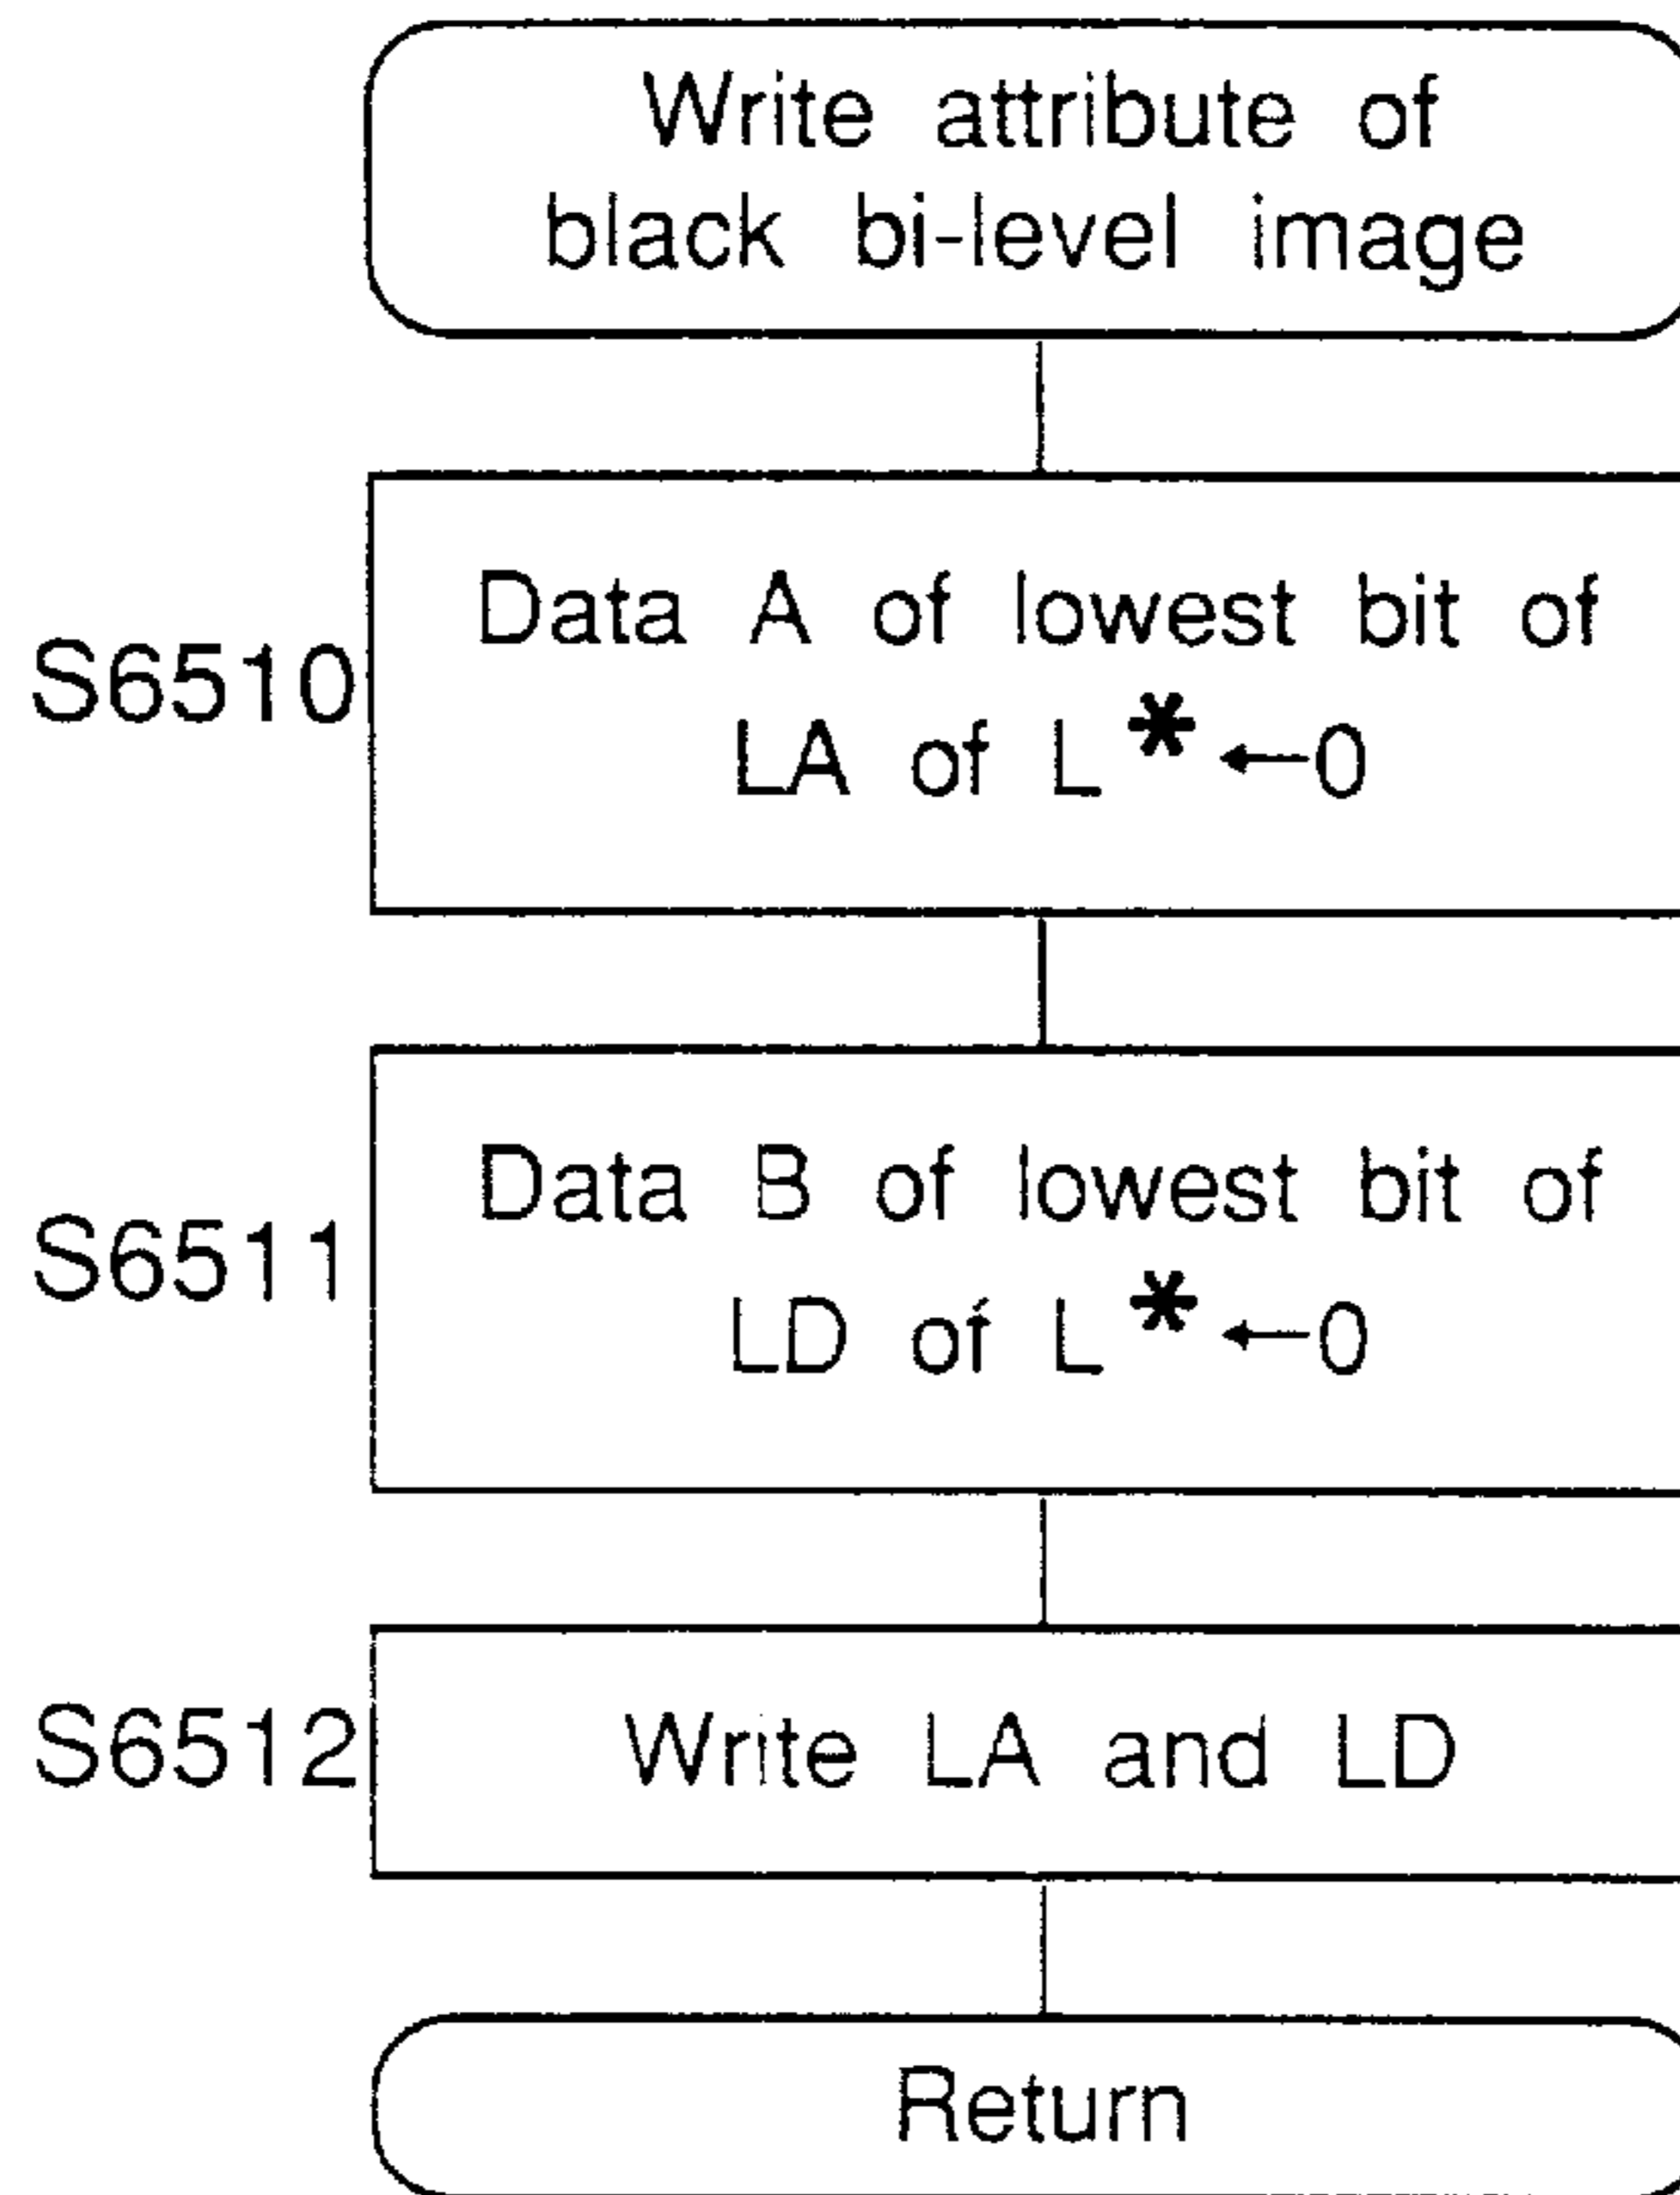 Write attribute of
black bi-level image
S6510
Data A of lowest bit of
LA of L*←0
S6511
Data B of lowest bit of
LD of L*←0
S6512
Write LA and LD
Return